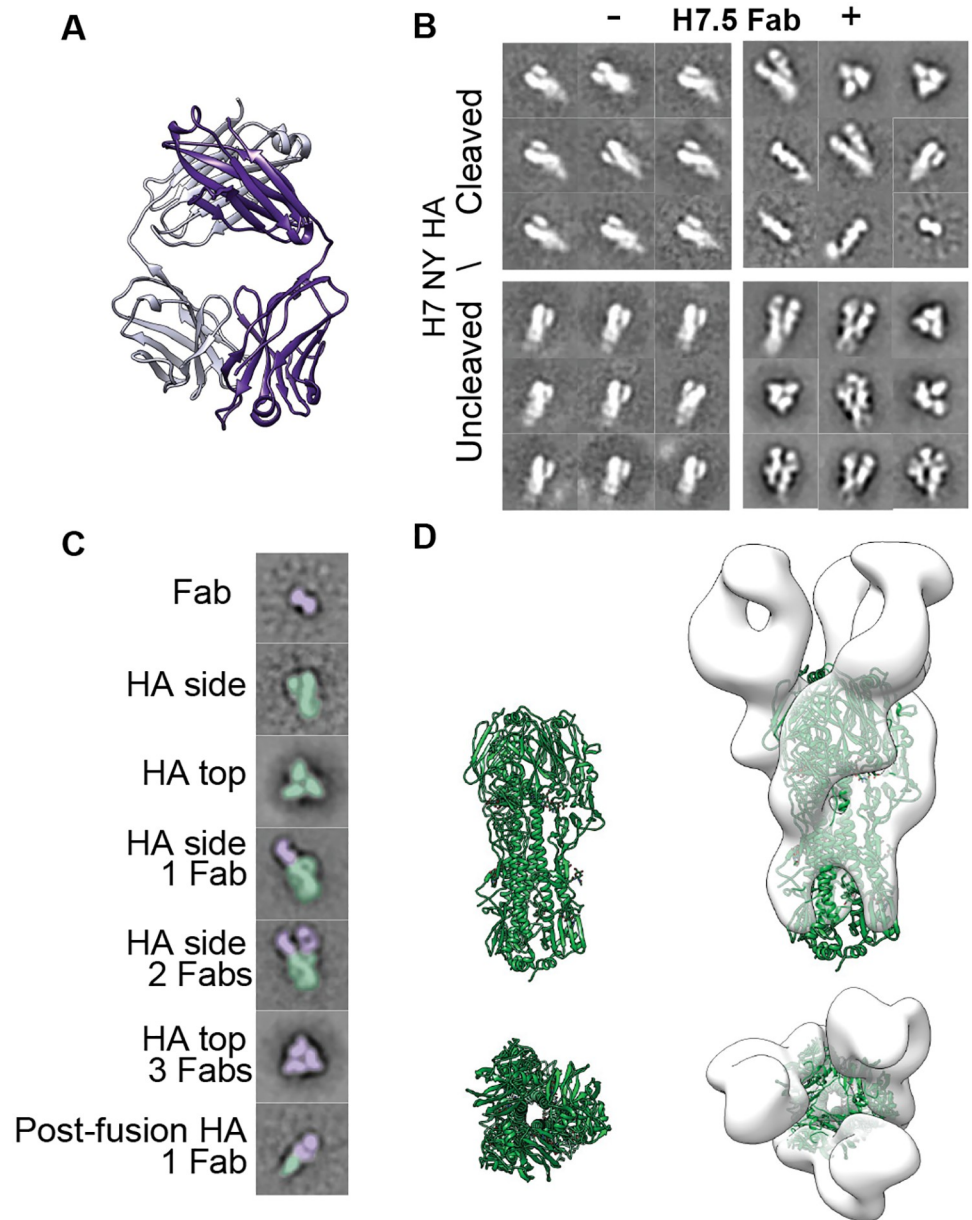 A
B
- H7.5 Fab +
H7 NY HA
Uncleaved \ Cleaved
C
Fab
HA side
HA top
HA side
1 Fab
HA side
2 Fabs
HA top
3 Fabs
Post-fusion HA
1 Fab
D